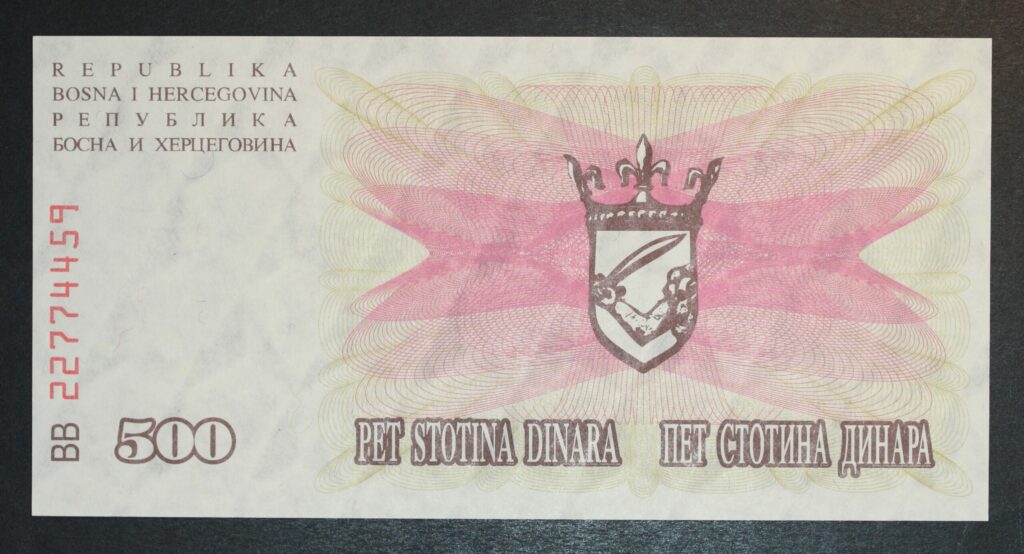 REPUBLIKA
BOSNA I HERCEGOVINA
РЕПУБЛИКА
БОСНА И ХЕРЦЕГОВИНА
BB 22774459
500
PET STOTINA DINARA ПЕТ СТОТИНА ДИНАРА